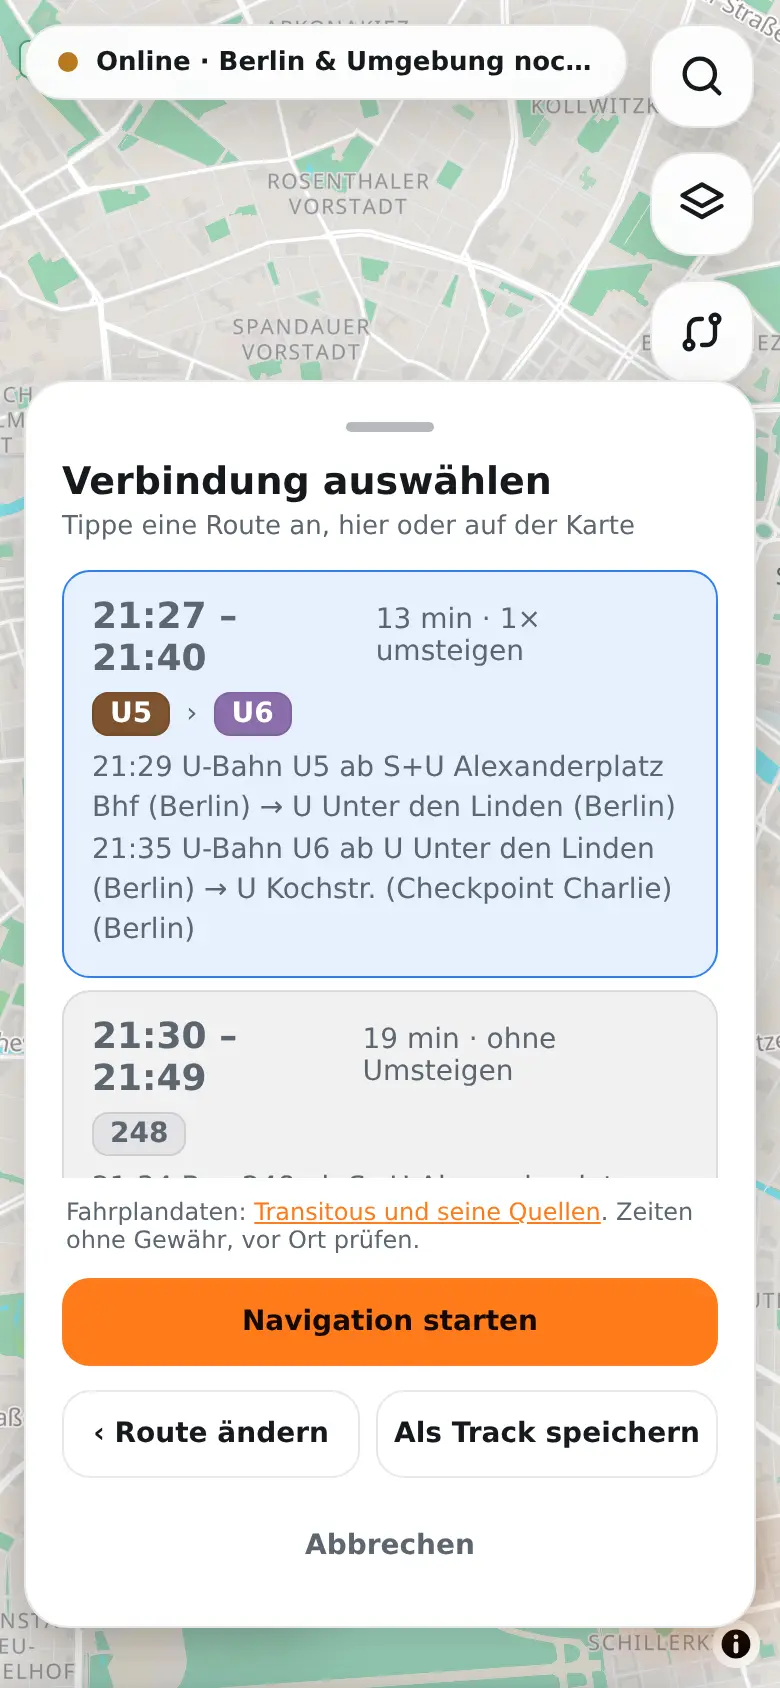 Straße
Online · Berlin & Umgebung noc…
KOLLWITZK
ROSENTHALER
VORSTADT
SPANDAUER
VORSTADT
Verbindung auswählen
Tippe eine Route an, hier oder auf der Karte
21:27 –
21:40
13 min · 1×
umsteigen
U5 › U6
21:29 U-Bahn U5 ab S+U Alexanderplatz
Bhf (Berlin) → U Unter den Linden (Berlin)
21:35 U-Bahn U6 ab U Unter den Linden
(Berlin) → U Kochstr. (Checkpoint Charlie)
(Berlin)
21:30 –
21:49
19 min · ohne
Umsteigen
248
Fahrplandaten: Transitous und seine Quellen. Zeiten
ohne Gewähr, vor Ort prüfen.
Navigation starten
‹ Route ändern
Als Track speichern
Abbrechen
SCHILLERK
EU-
ELHOF